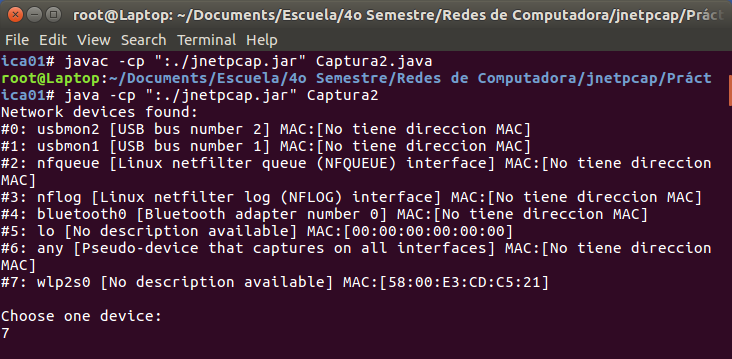 root@Laptop: ~/Documents/Escuela/4o Semestre/Redes de Computadora/jnetpcap/Práct
File Edit View Search Terminal Help
ica01# javac -cp ":./jnetpcap.jar" Captura2.java
root@Laptop:~/Documents/Escuela/4o Semestre/Redes de Computadora/jnetpcap/Práct
ica01# java -cp ":./jnetpcap.jar" Captura2
Network devices found:
#0: usbmon2 [USB bus number 2] MAC:[No tiene direccion MAC]
#1: usbmon1 [USB bus number 1] MAC:[No tiene direccion MAC]
#2: nfqueue [Linux netfilter queue (NFQUEUE) interface] MAC:[No tiene direccion
MAC]
#3: nflog [Linux netfilter log (NFLOG) interface] MAC:[No tiene direccion MAC]
#4: bluetooth0 [Bluetooth adapter number 0] MAC:[No tiene direccion MAC]
#5: lo [No description available] MAC:[00:00:00:00:00:00]
#6: any [Pseudo-device that captures on all interfaces] MAC:[No tiene direccion
MAC]
#7: wlp2s0 [No description available] MAC:[58:00:E3:CD:C5:21]
Choose one device:
7